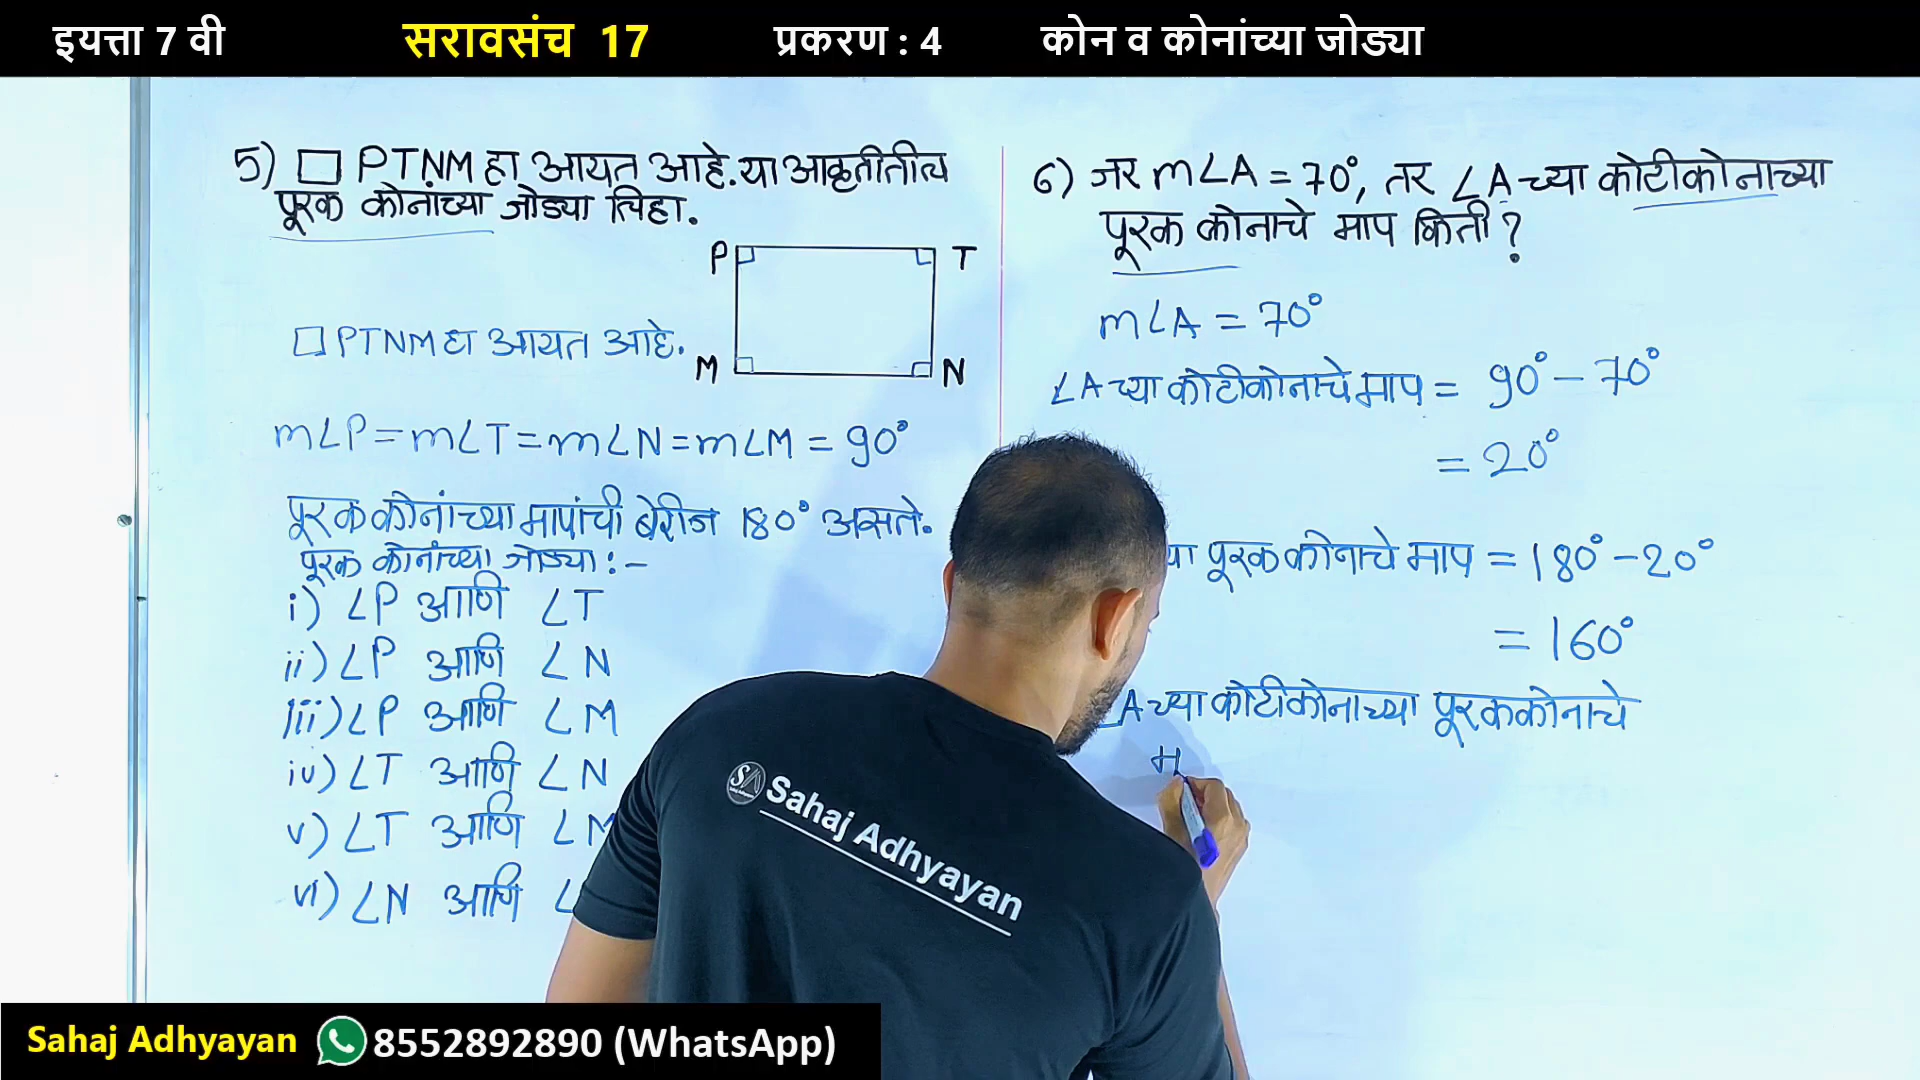 इयत्ता 7 वी सरावसंच 17 प्रकरण : 4 कोन व कोनांच्या जोड्या
5) □ PTNM हा आयत आहे. या आकृतीतील
पूरक कोनांच्या जोड्या लिहा.
P T
M N
□ PTNM हा आयत आहे.
m∠P = m∠T = m∠N = m∠M = 90°
पूरक कोनांच्या मापांची बेरीज 180° असते.
पूरक कोनांच्या जोड्या :-
i) ∠P आणि ∠T
ii) ∠P आणि ∠N
iii) ∠P आणि ∠M
iv) ∠T आणि ∠N
v) ∠T आणि ∠M
vi) ∠N आणि ∠
6) जर m∠A = 70°, तर ∠A च्या कोटीकोनाच्या
पूरक कोनाचे माप किती?
m∠A = 70°
∠A च्या कोटीकोनाचे माप = 90° - 70°
= 20°
या पूरक कोनाचे माप = 180° - 20°
= 160°
∠A च्या कोटीकोनाच्या पूरक कोनाचे
Sahaj Adhyayan
Sahaj Adhyayan 8552892890 (WhatsApp)